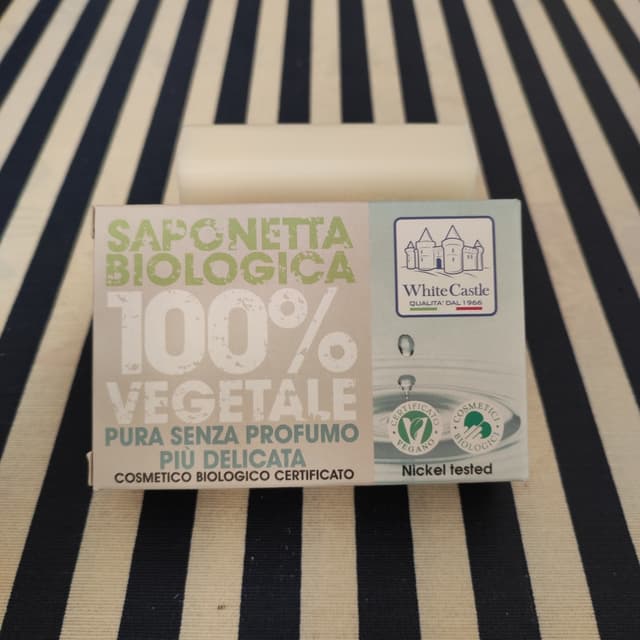 SAPONETTA
BIOLOGICA
100%
VEGETALE
PURA SENZA PROFUMO
PIÙ DELICATA
COSMETICO BIOLOGICO CERTIFICATO
White Castle
QUALITA' DAL 1966
CERTIFICATO
VEGANO
COSMETICI
BIOLOGICI
Nickel tested